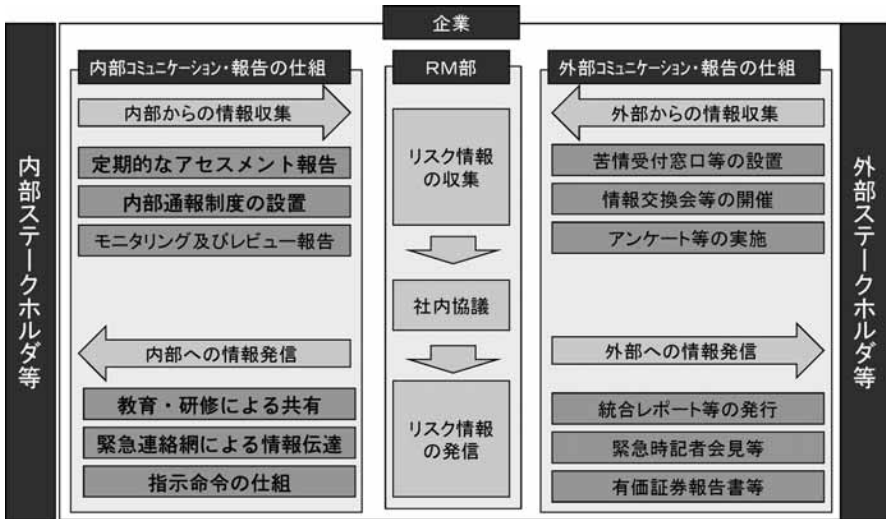 企業
内部ステークホルダ等
内部コミュニケーション・報告の仕組
内部からの情報収集
定期的なアセスメント報告
内部通報制度の設置
モニタリング及びレビュー報告
内部への情報発信
教育・研修による共有
緊急連絡網による情報伝達
指示命令の仕組
RM部
リスク情報
の収集
社内協議
リスク情報
の発信
外部コミュニケーション・報告の仕組
外部からの情報収集
苦情受付窓口等の設置
情報交換会等の開催
アンケート等の実施
外部への情報発信
統合レポート等の発行
緊急時記者会見等
有価証券報告書等
外部ステークホルダ等